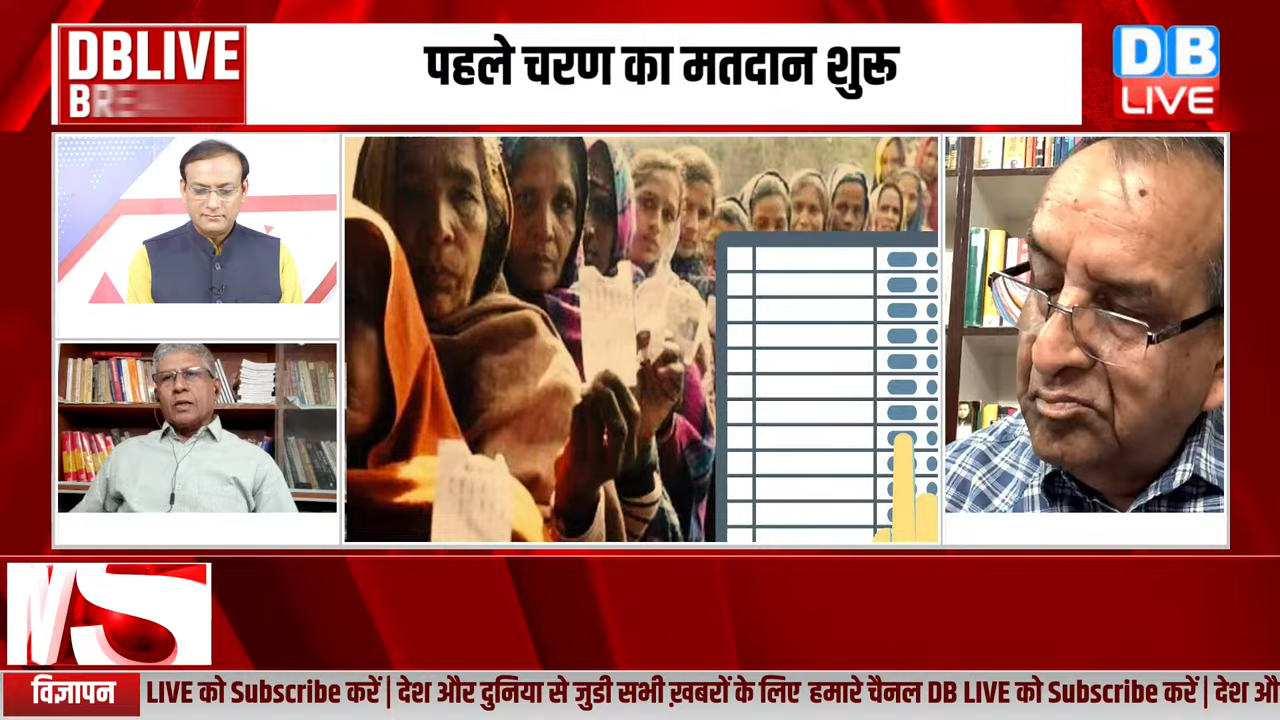 DBLIVE
BREA
पहले चरण का मतदान शुरू
DB
LIVE
विज्ञापन
LIVE को Subscribe करें | देश और दुनिया से जुडी सभी ख़बरों के लिए हमारे चैनल DB LIVE को Subscribe करें | देश औ